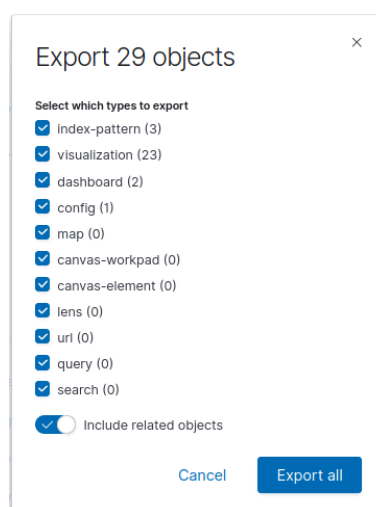 Export 29 objects
Select which types to export
index-pattern (3)
visualization (23)
dashboard (2)
config (1)
map (0)
canvas-workpad (0)
canvas-element (0)
lens (0)
url (0)
query (0)
search (0)
Include related objects
Cancel
Export all